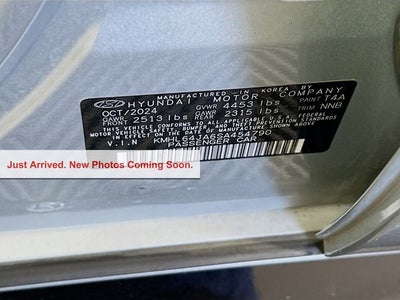 MANUFACTURED IN KOREA
HYUNDAI MOTOR COMPANY
OCT/2024 GVWR 4453 lbs PAINT T4A
GAWR FRONT 2513 lbs GAWR REAR 2315 lbs TRIM NNB
THIS VEHICLE CONFORMS TO ALL APPLICABLE U.S. FEDERAL
MOTOR VEHICLE SAFETY, BUMPER, AND THEFT PREVENTION
STANDARDS IN EFFECT ON THE DATE OF MANUFACTURE SHOWN ABOVE.
V.I.N KMHL64JA6SA454790
PASSENGER CAR
Just Arrived. New Photos Coming Soon.